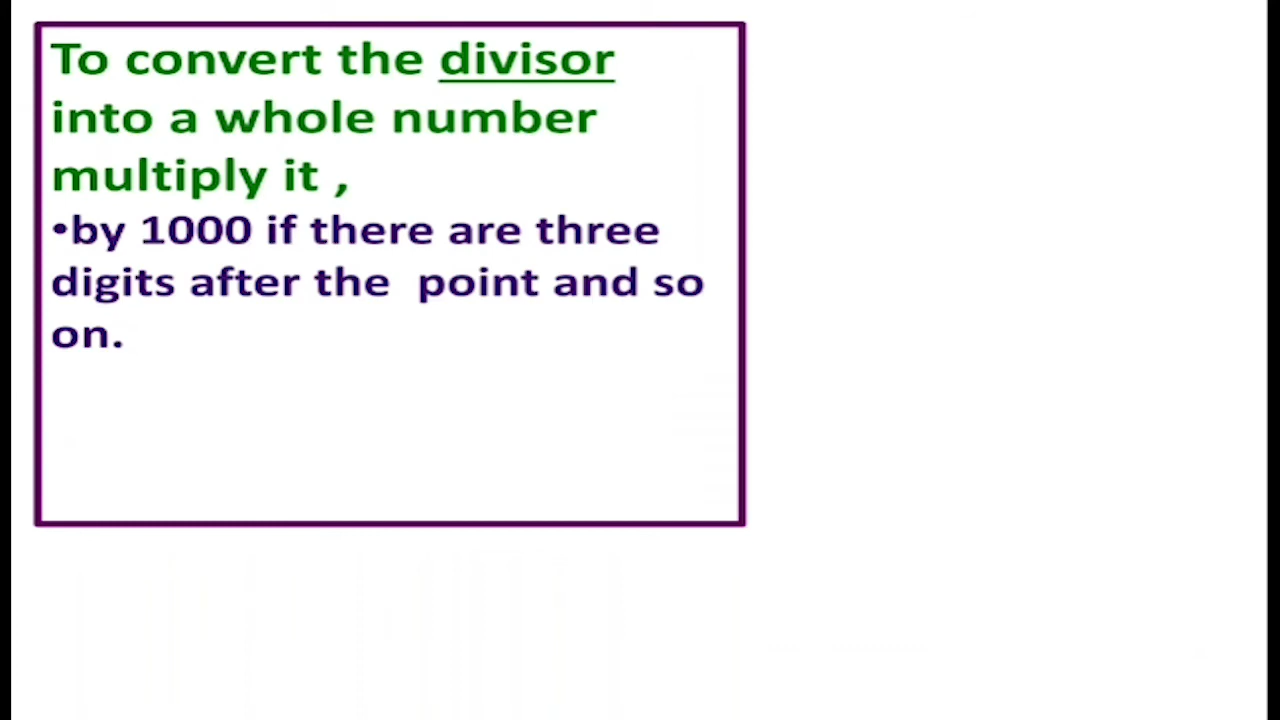 To convert the divisor
into a whole number
multiply it ,
•by 1000 if there are three
digits after the  point and so
on.